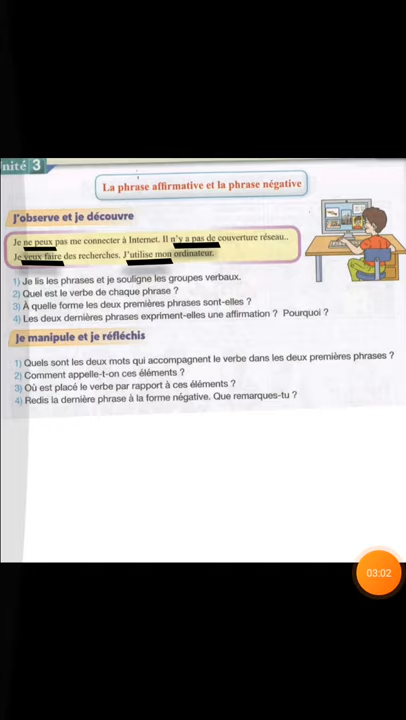 nité 3
La phrase affirmative et la phrase négative
J'observe et je découvre
Je ne peux pas me connecter à Internet. Il n'y a pas de couverture réseau..
Je veux faire des recherches. J'utilise mon ordinateur.
1) Je lis les phrases et je souligne les groupes verbaux.
2) Quel est le verbe de chaque phrase ?
3) À quelle forme les deux premières phrases sont-elles ?
4) Les deux dernières phrases expriment-elles une affirmation ? Pourquoi ?
Je manipule et je réfléchis
1) Quels sont les deux mots qui accompagnent le verbe dans les deux premières phrases ?
2) Comment appelle-t-on ces éléments ?
3) Où est placé le verbe par rapport à ces éléments ?
4) Redis la dernière phrase à la forme négative. Que remarques-tu ?
03:02